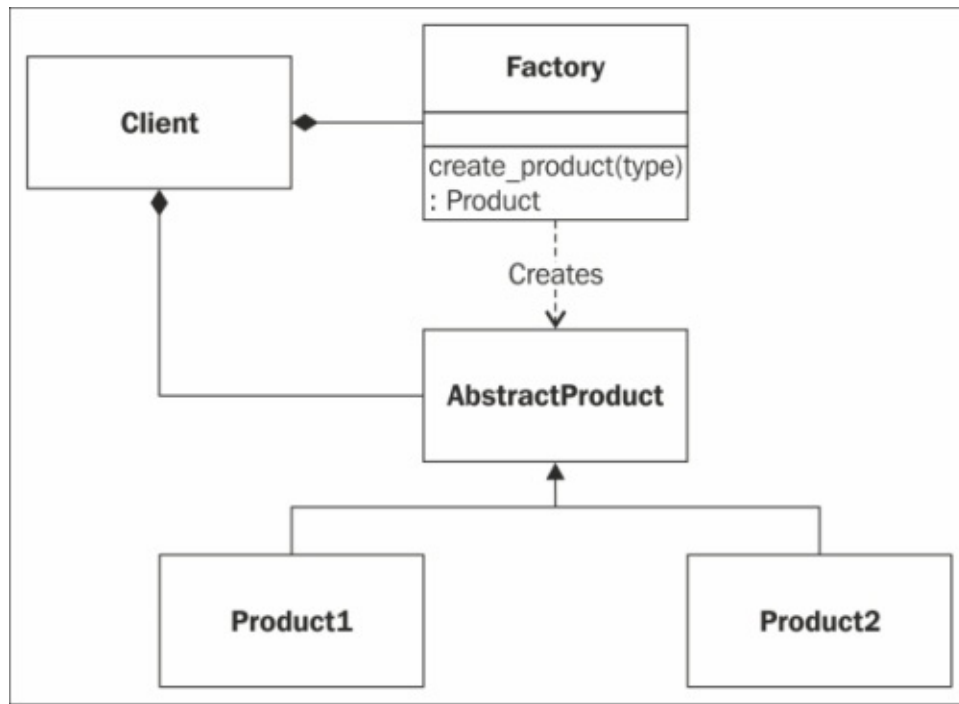 Factory
Client
create_product(type)
: Product
Creates
AbstractProduct
Product1
Product2